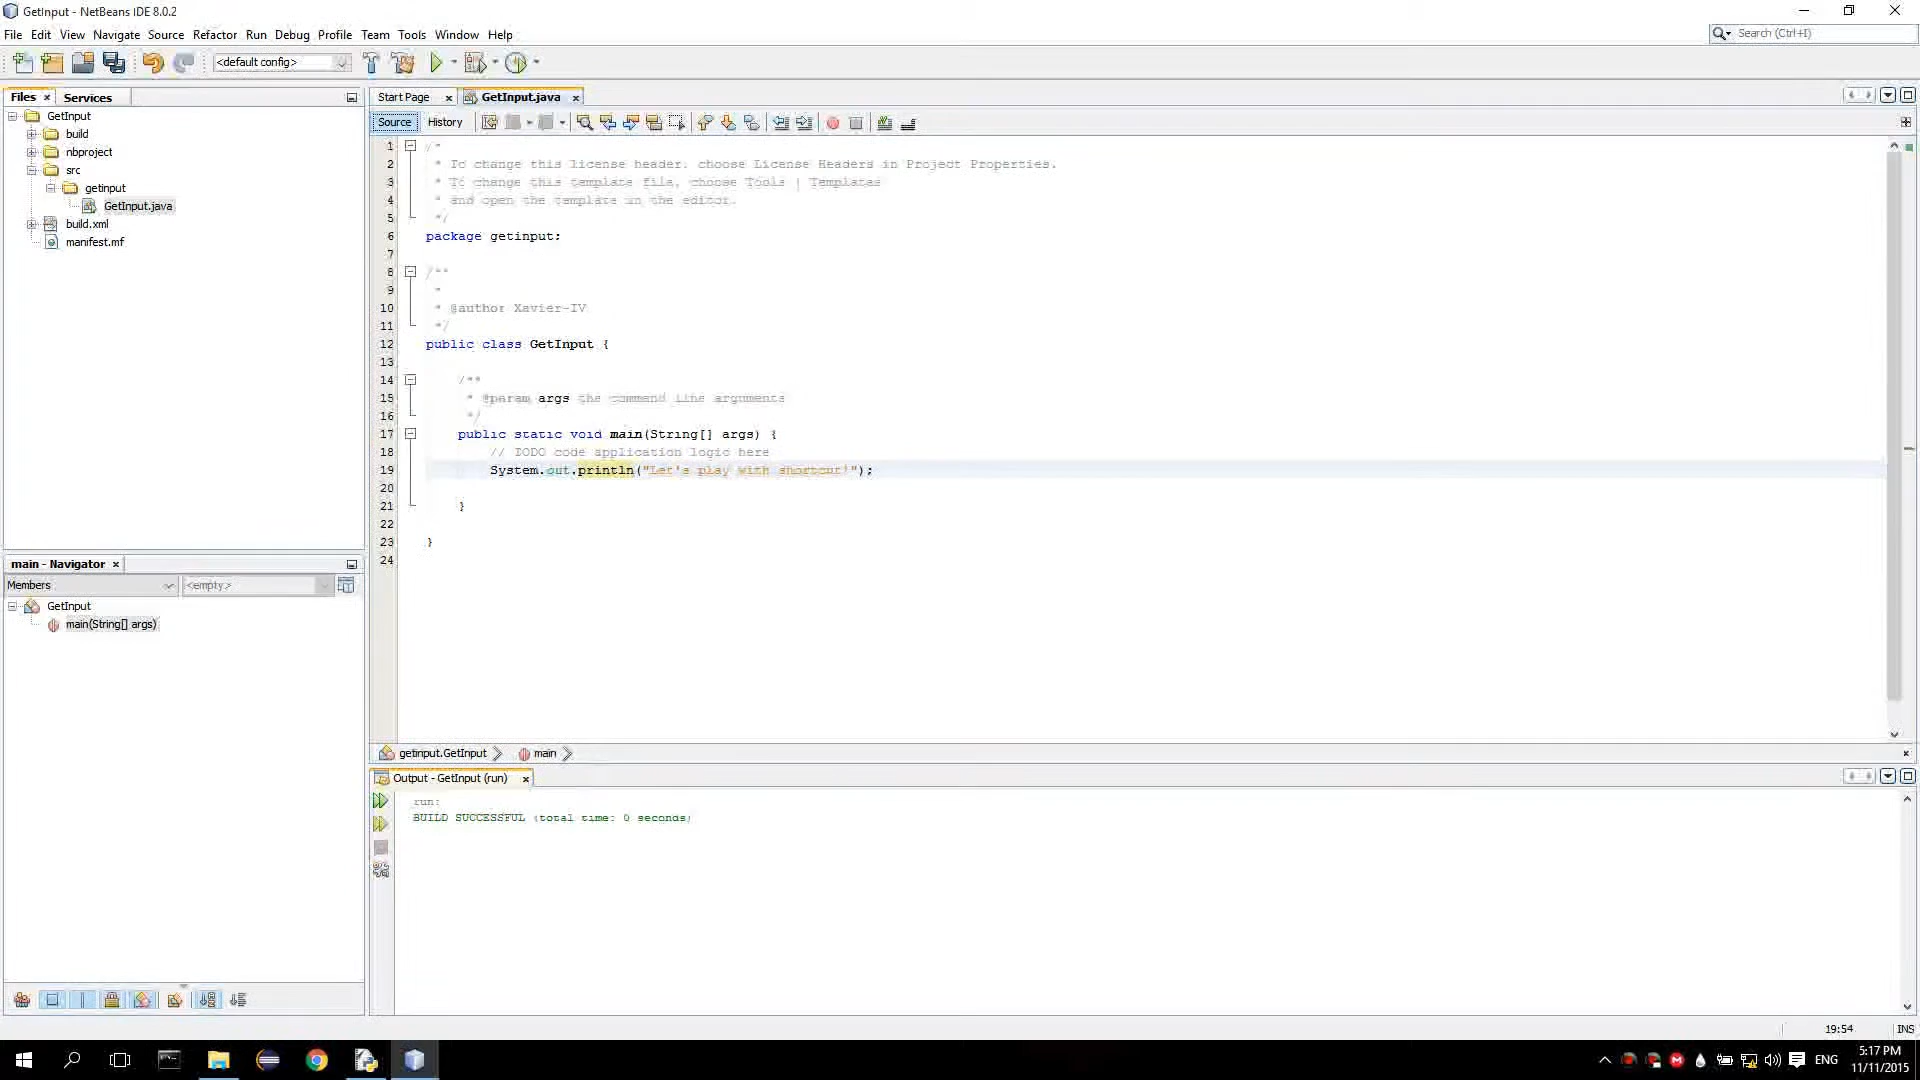 GetInput - NetBeans IDE 8.0.2
File Edit View Navigate Source Refactor Run Debug Profile Team Tools Window Help
Search (Ctrl+I)
<default config>
Files Services
Start Page GetInput.java
Source History
GetInput
build
nbproject
src
getinput
GetInput.java
build.xml
manifest.mf
1 /*
2 * To change this license header, choose License Headers in Project Properties.
3 * To change this template file, choose Tools | Templates
4 * and open the template in the editor.
5 */
6 package getinput;
7
8 /**
9 *
10 * @author Xavier-IV
11 */
12 public class GetInput {
13
14 /**
15 * @param args the command line arguments
16 */
17 public static void main(String[] args) {
18 // TODO code application logic here
19 System.out.println("Let's play with shortcut!");
20
21 }
22
23 }
24
main - Navigator
Members <empty>
GetInput
main(String[] args)
getinput.GetInput main
Output - GetInput (run)
run:
BUILD SUCCESSFUL (total time: 0 seconds)
19:54 INS
ENG
5:17 PM
11/11/2015